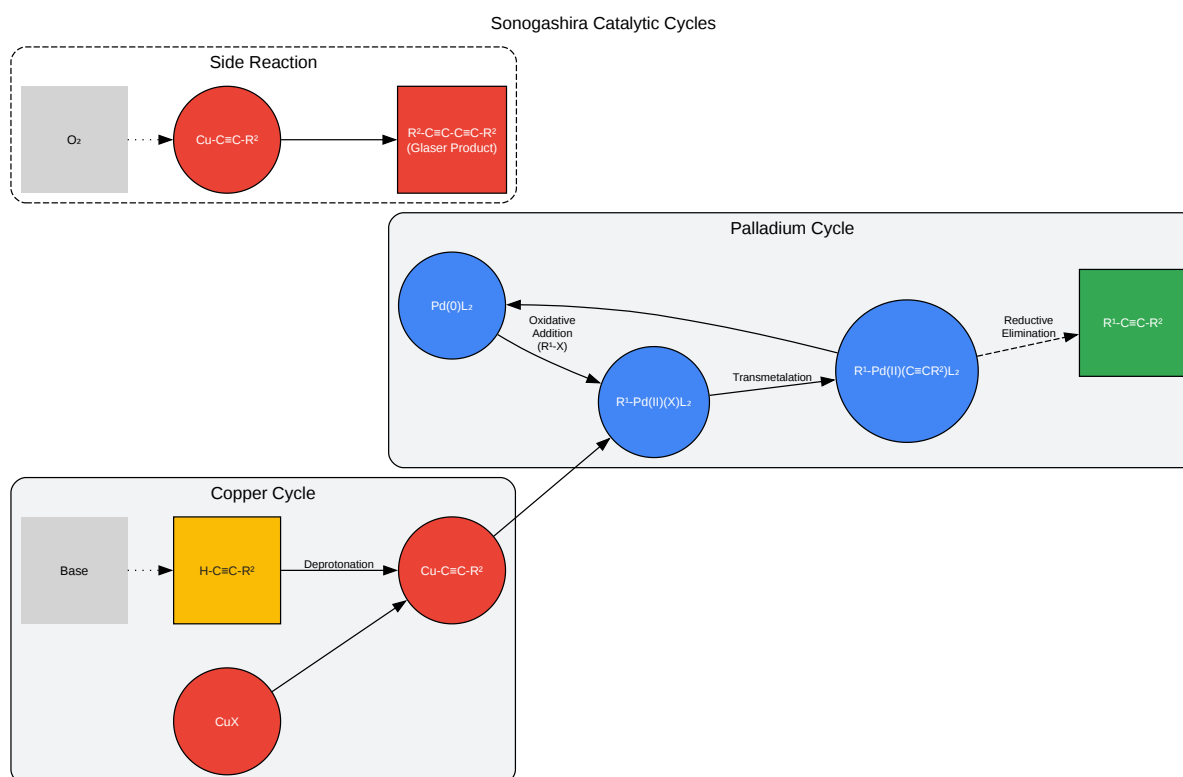 Sonogashira Catalytic Cycles
Side Reaction
O₂
Cu-C≡C-R²
R²-C≡C-C≡C-R²
(Glaser Product)
Palladium Cycle
Pd(0)L₂
Oxidative
Addition
(R¹-X)
R¹-Pd(II)(X)L₂
Transmetalation
R¹-Pd(II)(C≡CR²)L₂
Reductive
Elimination
R¹-C≡C-R²
Copper Cycle
Base
H-C≡C-R²
Deprotonation
Cu-C≡C-R²
CuX